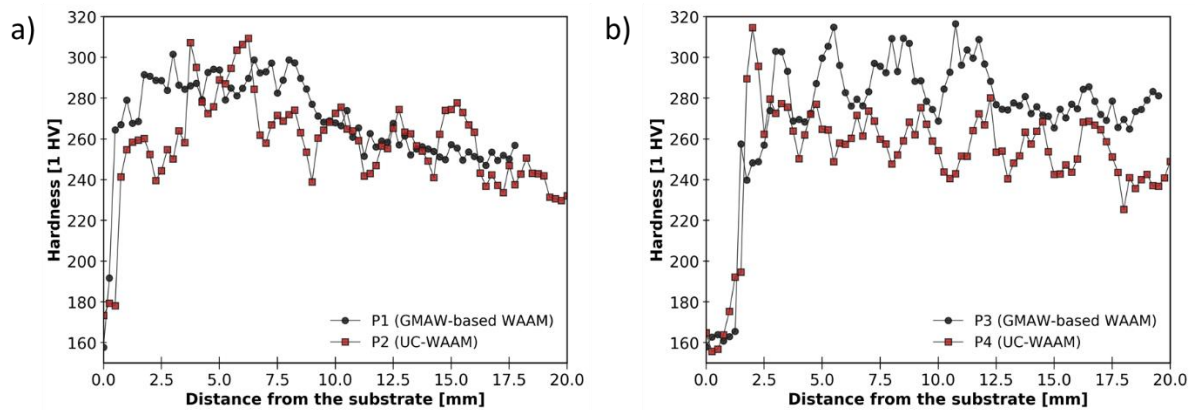 a)
Hardness [1 HV]
320
300
280
260
240
220
200
180
160
P1 (GMAW-based WAAM)
P2 (UC-WAAM)
0.0 2.5 5.0 7.5 10.0 12.5 15.0 17.5 20.0
Distance from the substrate [mm]
b)
Hardness [1 HV]
320
300
280
260
240
220
200
180
160
P3 (GMAW-based WAAM)
P4 (UC-WAAM)
0.0 2.5 5.0 7.5 10.0 12.5 15.0 17.5 20.0
Distance from the substrate [mm]